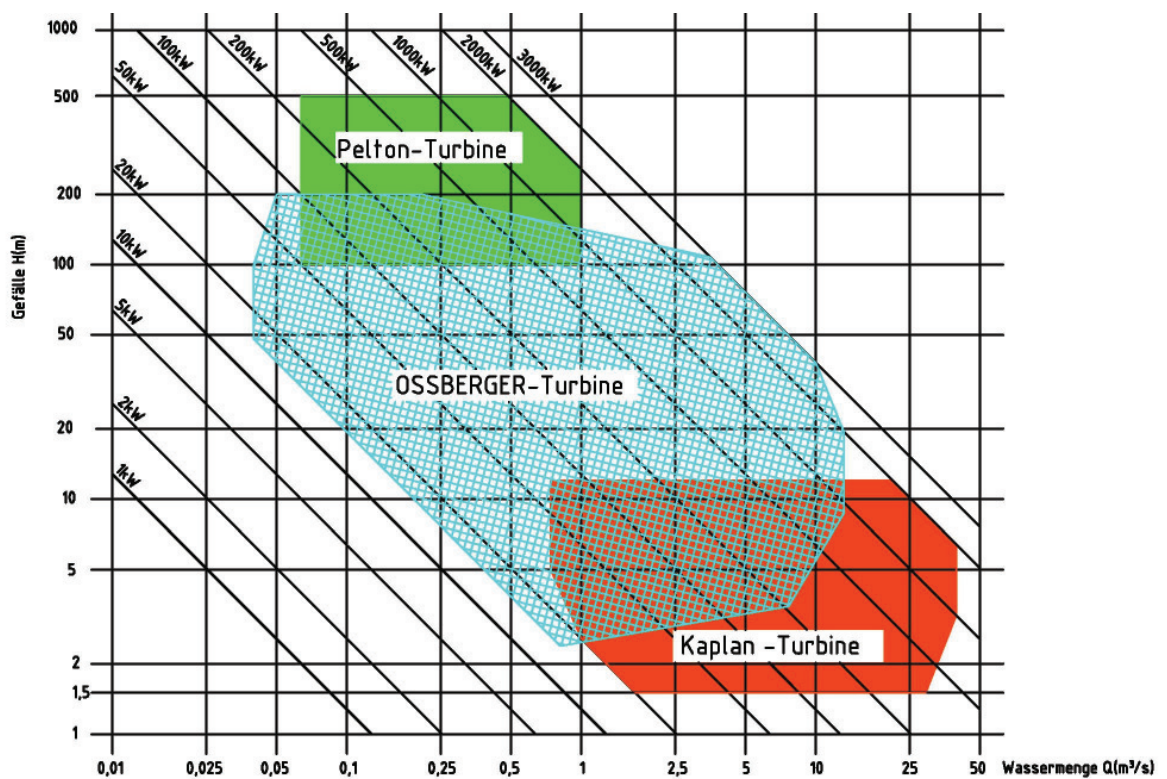 1000
500
200
100
50
20
10
5
2
1,5
1
Gefälle H(m)
100kW
200kW
500kW
1000kW
2000kW
3000kW
50kW
20kW
10kW
5kW
2kW
1kW
Pelton-Turbine
OSSBERGER-Turbine
Kaplan -Turbine
0,01
0,025
0,05
0,1
0,25
0,5
1
2.5
5
10
25
50
Wassermenge Q(m³/s)